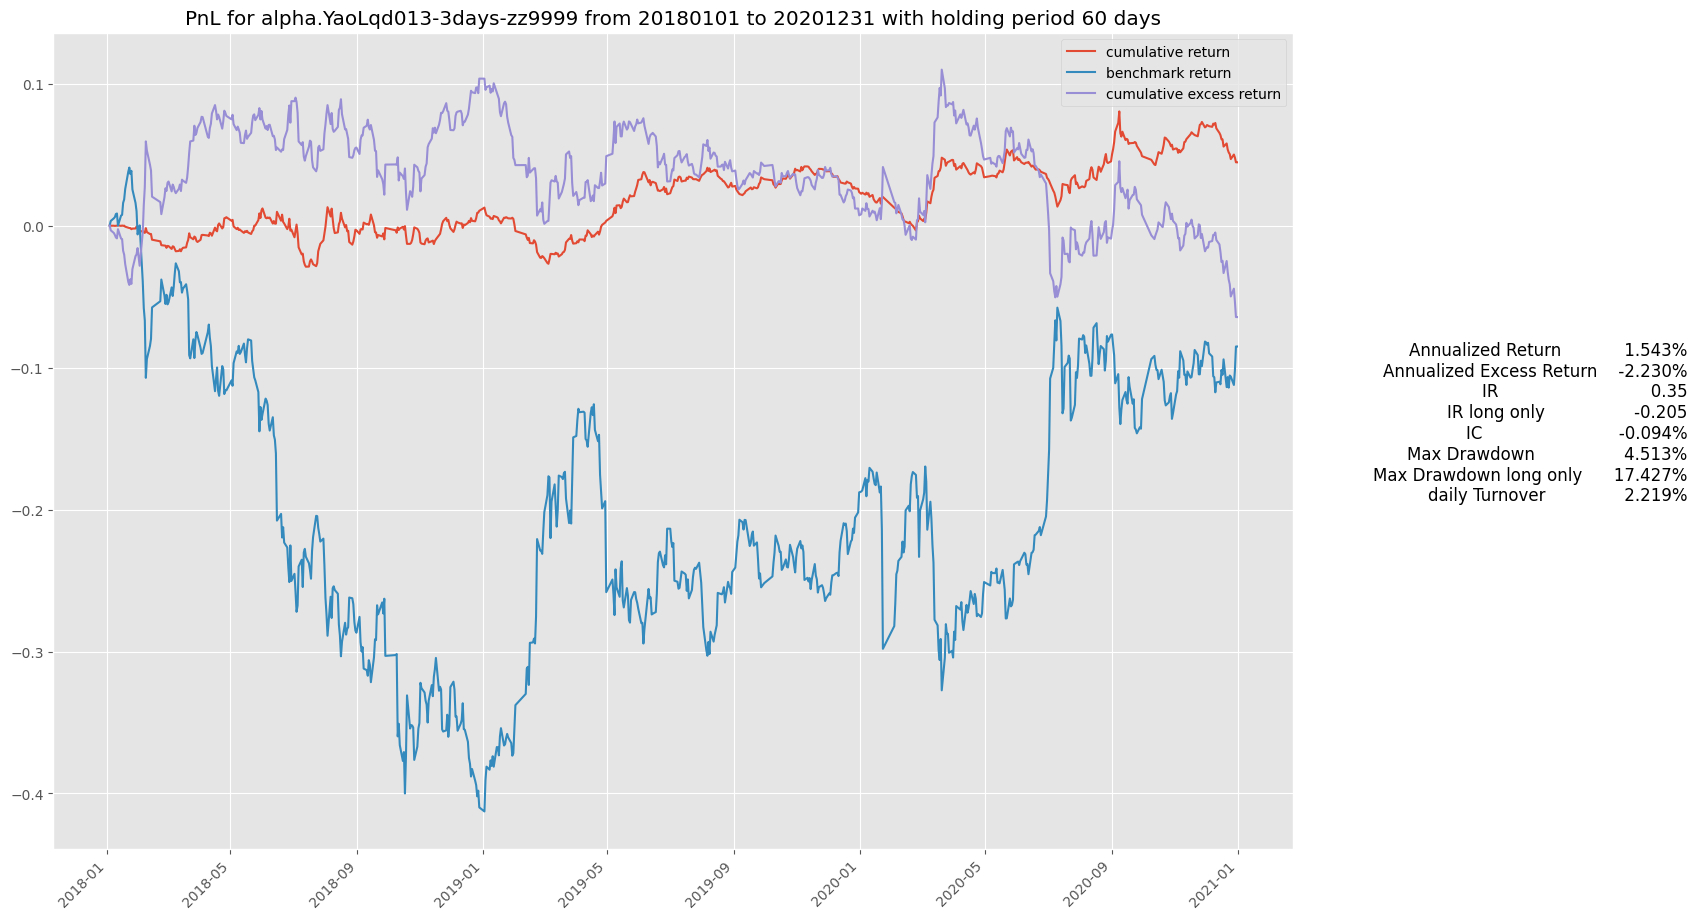 PnL for alpha.YaoLqd013-3days-zz9999 from 20180101 to 20201231 with holding period 60 days
cumulative return
benchmark return
cumulative excess return
0.1
0.0
−0.1
−0.2
−0.3
−0.4
2018-01
2018-05
2018-09
2019-01
2019-05
2019-09
2020-01
2020-05
2020-09
2021-01
Annualized Return 1.543%
Annualized Excess Return -2.230%
IR 0.35
IR long only -0.205
IC -0.094%
Max Drawdown 4.513%
Max Drawdown long only 17.427%
daily Turnover 2.219%